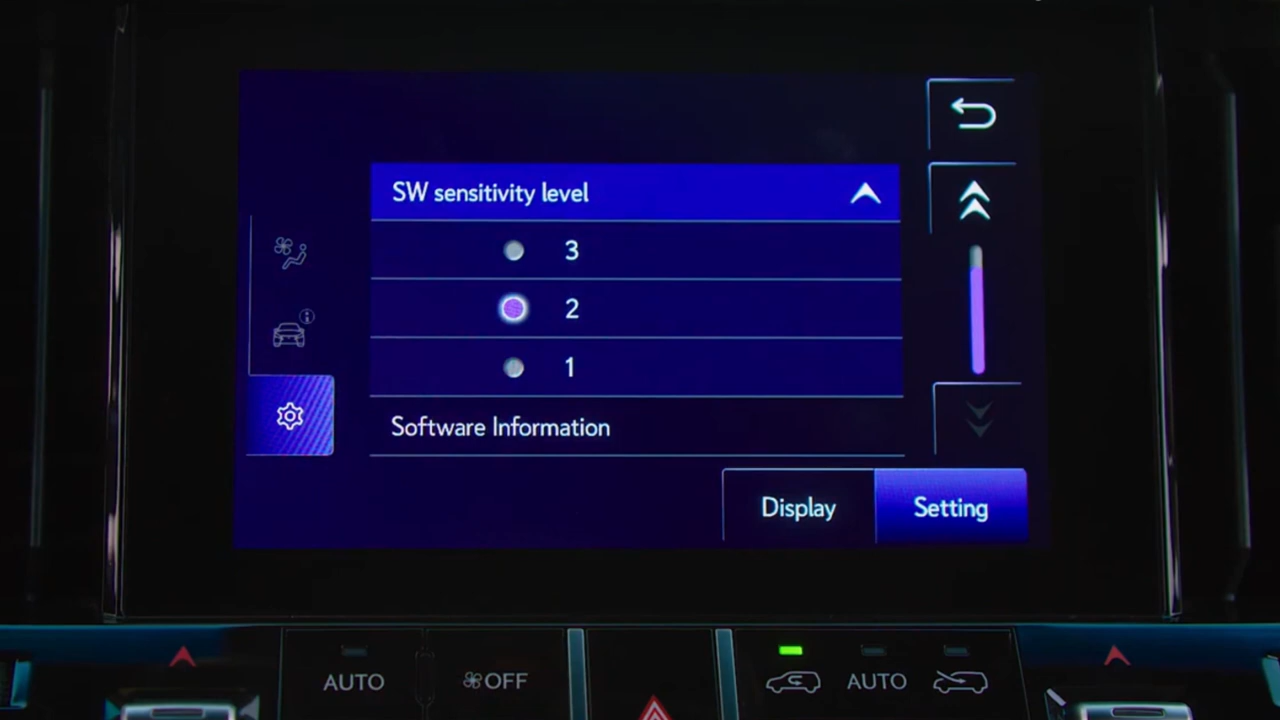 SW sensitivity level
3
2
1
Software Information
Display
Setting
AUTO
OFF
AUTO